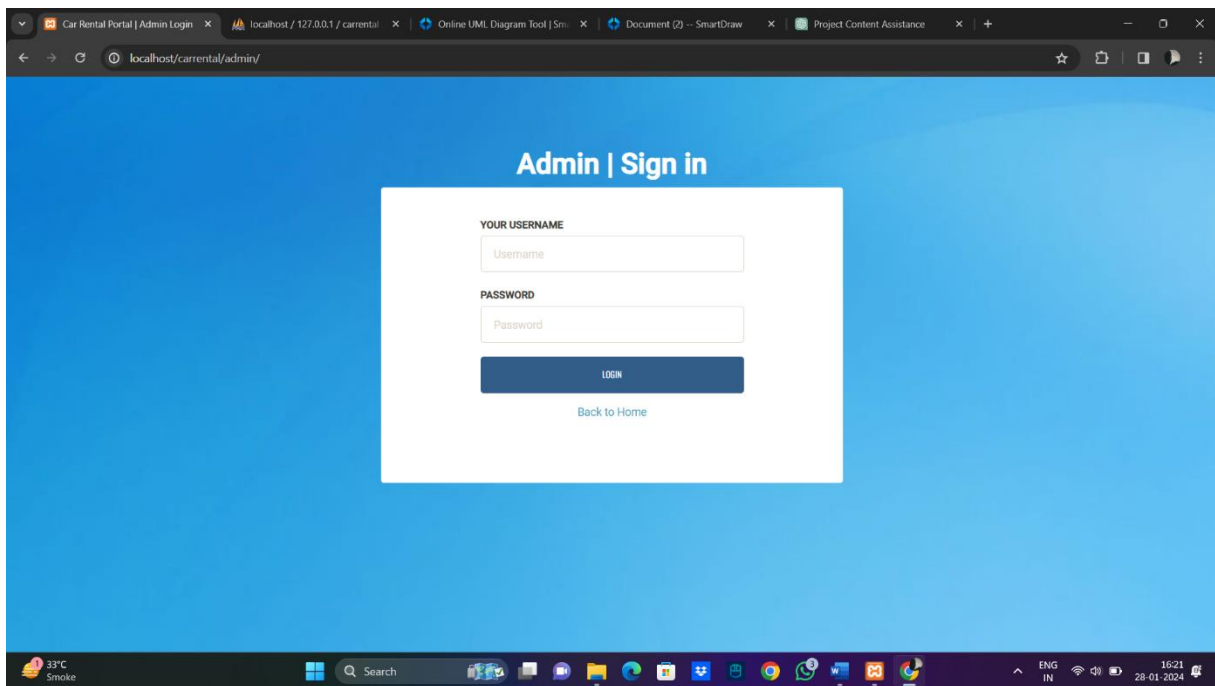 Car Rental Portal | Admin Login
localhost / 127.0.0.1 / carrental
Online UML Diagram Tool | Sm
Document (2) -- SmartDraw
Project Content Assistance
localhost/carrental/admin/
Admin | Sign in
YOUR USERNAME
Username
PASSWORD
Password
LOGIN
Back to Home
1
33°C
Smoke
Search
3
ENG
IN
16:21
28-01-2024